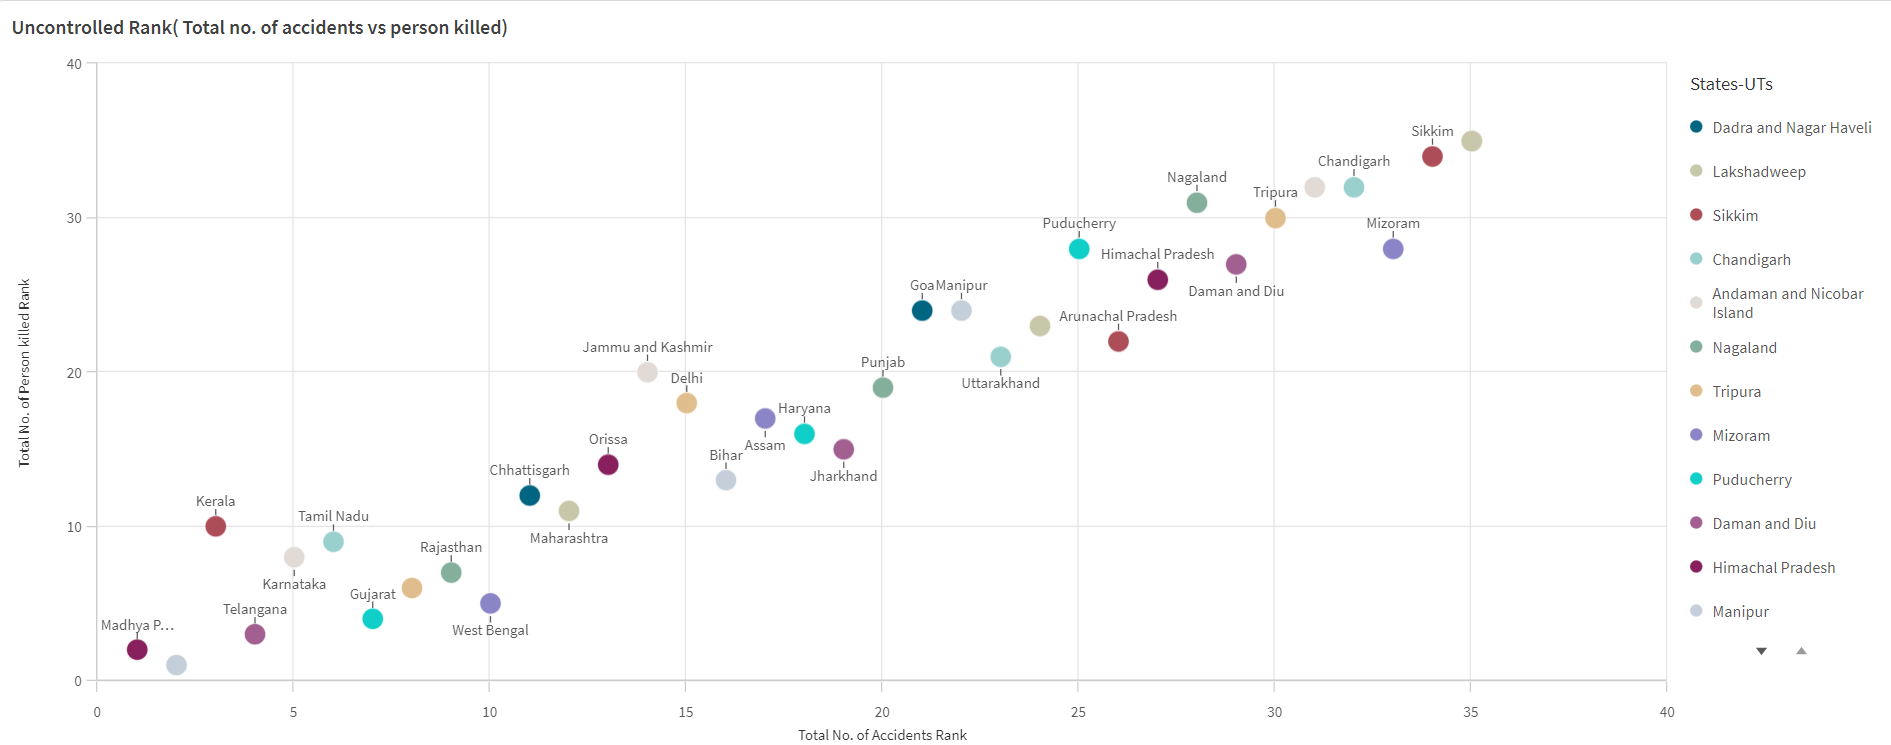 Uncontrolled Rank( Total no. of accidents vs person killed)
40
30
20
10
0
Total No. of Person killed Rank
Sikkim
Chandigarh
Nagaland
Tripura
Puducherry
Mizoram
Himachal Pradesh
Daman and Diu
Goa
Manipur
Arunachal Pradesh
Jammu and Kashmir
Uttarakhand
Punjab
Delhi
Haryana
Orissa
Assam
Bihar
Chhattisgarh
Jharkhand
Kerala
Tamil Nadu
Maharashtra
Rajasthan
Karnataka
Gujarat
Telangana
Madhya P...
West Bengal
0
5
10
15
20
25
30
35
40
Total No. of Accidents Rank
States-UTs
Dadra and Nagar Haveli
Lakshadweep
Sikkim
Chandigarh
Andaman and Nicobar
Island
Nagaland
Tripura
Mizoram
Puducherry
Daman and Diu
Himachal Pradesh
Manipur